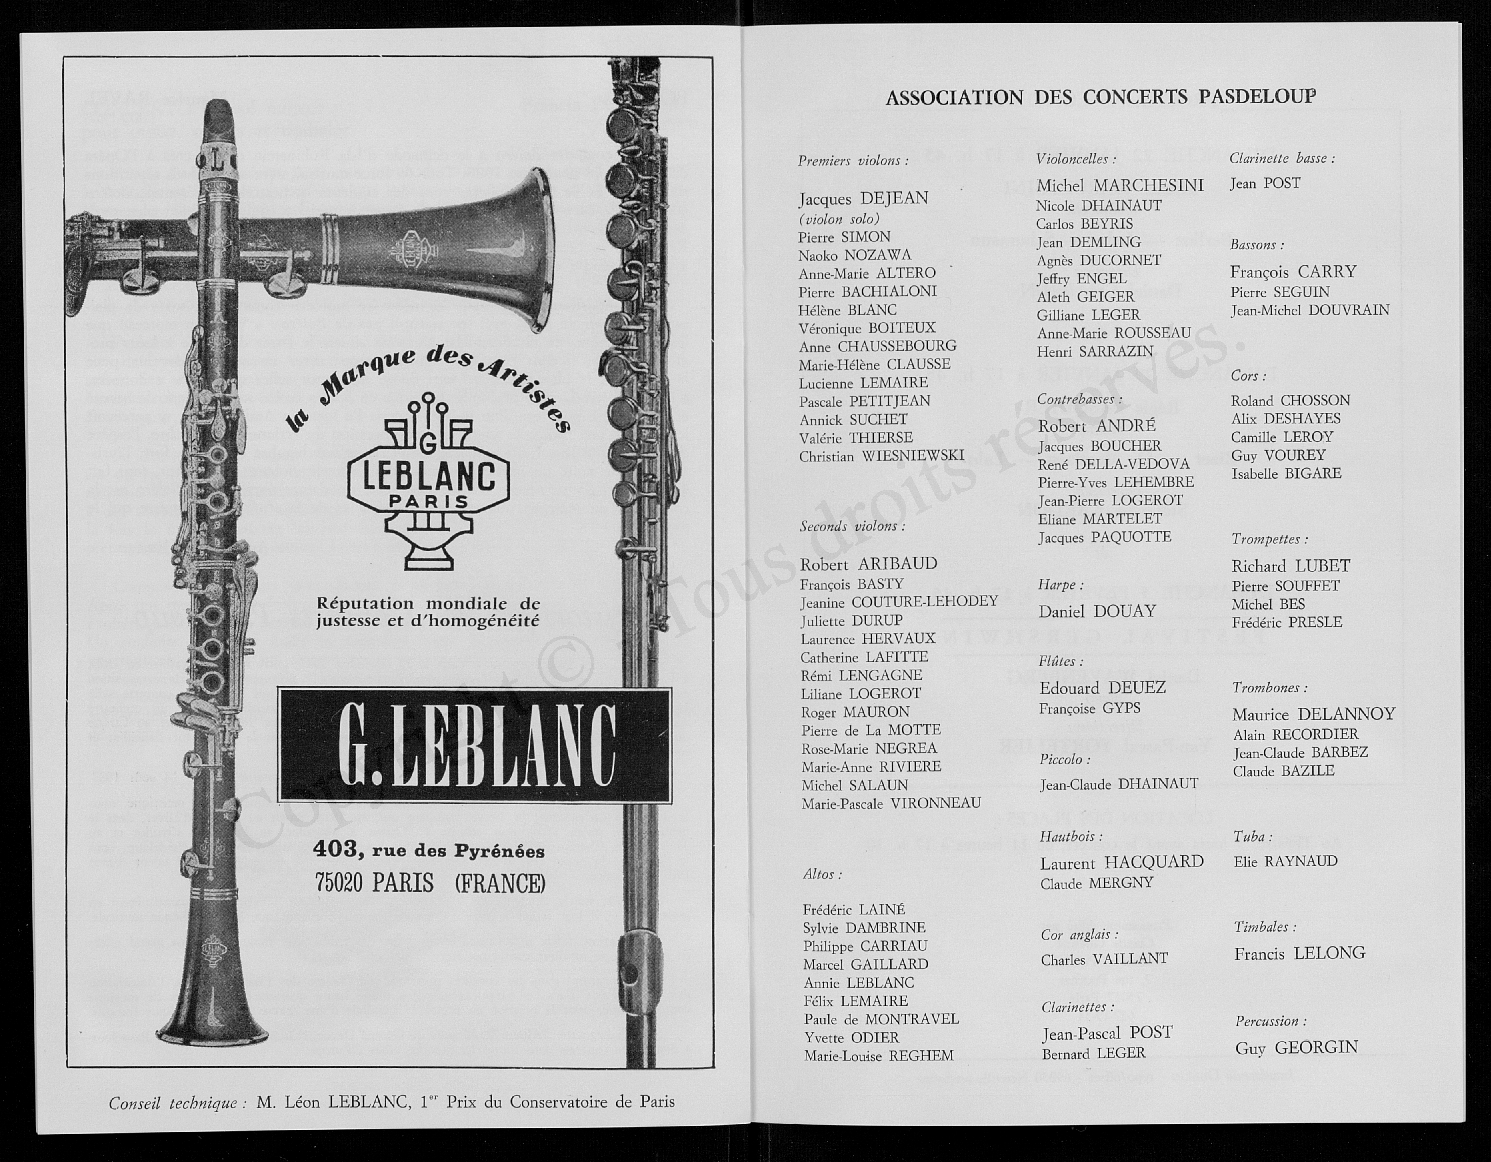 la Marque des Artistes
G
LEBLANC
PARIS
Réputation mondiale de
justesse et d'homogénéité
G. LEBLANC
403, rue des Pyrénées
75020 PARIS (FRANCE)
Conseil technique : M. Léon LEBLANC, 1er Prix du Conservatoire de Paris
ASSOCIATION DES CONCERTS PASDELOUP
Premiers violons :
Jacques DEJEAN
(violon solo)
Pierre SIMON
Naoko NOZAWA
Anne-Marie ALTERO
Pierre BACHIALONI
Hélène BLANC
Véronique BOITEUX
Anne CHAUSSEBOURG
Marie-Hélène CLAUSSE
Lucienne LEMAIRE
Pascale PETITJEAN
Annick SUCHET
Valérie THIERSE
Christian WIESNIEWSKI
Seconds violons :
Robert ARIBAUD
François BASTY
Jeanine COUTURE-LEHODEY
Juliette DURUP
Laurence HERVAUX
Catherine LAFITTE
Rémi LENGAGNE
Liliane LOGEROT
Roger MAURON
Pierre de La MOTTE
Rose-Marie NEGREA
Marie-Anne RIVIERE
Michel SALAUN
Marie-Pascale VIRONNEAU
Altos :
Frédéric LAINÉ
Sylvie DAMBRINE
Philippe CARRIAU
Marcel GAILLARD
Annie LEBLANC
Félix LEMAIRE
Paule de MONTRAVEL
Yvette ODIER
Marie-Louise REGHEM
Violoncelles :
Michel MARCHESINI
Nicole DHAINAUT
Carlos BEYRIS
Jean DEMLING
Agnès DUCORNET
Jeffry ENGEL
Aleth GEIGER
Gilliane LEGER
Anne-Marie ROUSSEAU
Henri SARRAZIN
Contrebasses :
Robert ANDRÉ
Jacques BOUCHER
René DELLA-VEDOVA
Pierre-Yves LEHEMBRE
Jean-Pierre LOGEROT
Eliane MARTELET
Jacques PAQUOTTE
Harpe :
Daniel DOUAY
Flûtes :
Edouard DEUEZ
Françoise GYPS
Piccolo :
Jean-Claude DHAINAUT
Hautbois :
Laurent HACQUARD
Claude MERGNY
Cor anglais :
Charles VAILLANT
Clarinettes :
Jean-Pascal POST
Bernard LEGER
Clarinette basse :
Jean POST
Bassons :
François CARRY
Pierre SEGUIN
Jean-Michel DOUVRAIN
Cors :
Roland CHOSSON
Alix DESHAYES
Camille LEROY
Guy VOUREY
Isabelle BIGARE
Trompettes :
Richard LUBET
Pierre SOUFFET
Michel BES
Frédéric PRESLE
Trombones :
Maurice DELANNOY
Alain RECORDIER
Jean-Claude BARBEZ
Claude BAZILE
Tuba :
Elie RAYNAUD
Timbales :
Francis LELONG
Percussion :
Guy GEORGIN
Copyright © - Tous droits réservés.